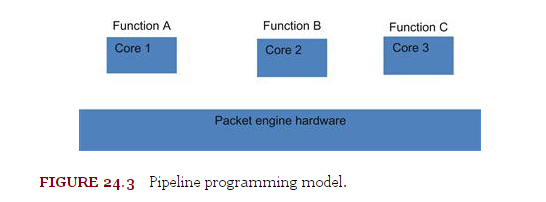 Function A Function B Function C
Core 1 Core 2 Core 3
Packet engine hardware
FIGURE 24.3 Pipeline programming model.